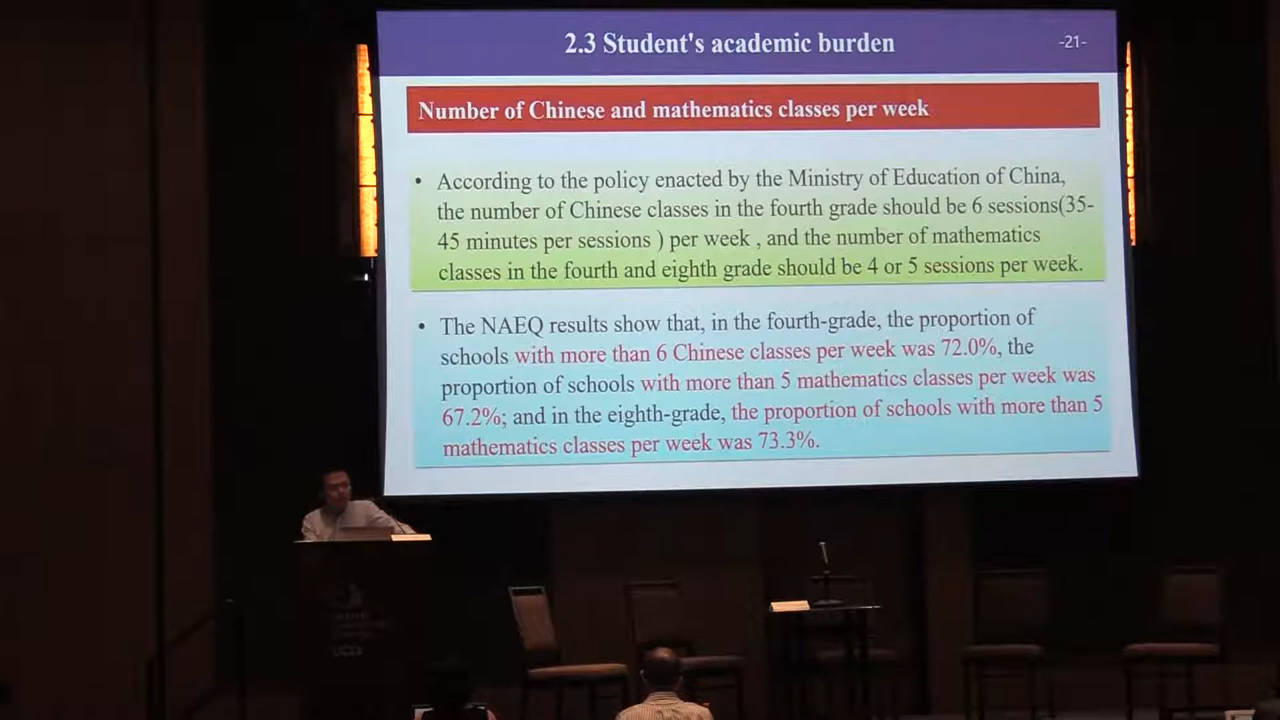 2.3 Student's academic burden
-21-
Number of Chinese and mathematics classes per week
• According to the policy enacted by the Ministry of Education of China,
the number of Chinese classes in the fourth grade should be 6 sessions(35-
45 minutes per sessions ) per week , and the number of mathematics
classes in the fourth and eighth grade should be 4 or 5 sessions per week.
• The NAEQ results show that, in the fourth-grade, the proportion of
schools with more than 6 Chinese classes per week was 72.0%, the
proportion of schools with more than 5 mathematics classes per week was
67.2%; and in the eighth-grade, the proportion of schools with more than 5
mathematics classes per week was 73.3%.
UCLA